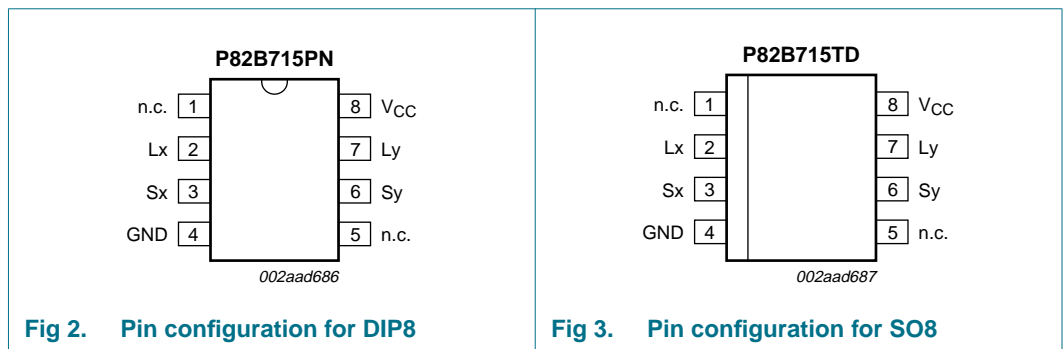 P82B715PN
n.c. 1 8 VCC
Lx 2 7 Ly
Sx 3 6 Sy
GND 4 5 n.c.
002aad686
Fig 2. Pin configuration for DIP8
P82B715TD
n.c. 1 8 VCC
Lx 2 7 Ly
Sx 3 6 Sy
GND 4 5 n.c.
002aad687
Fig 3. Pin configuration for SO8